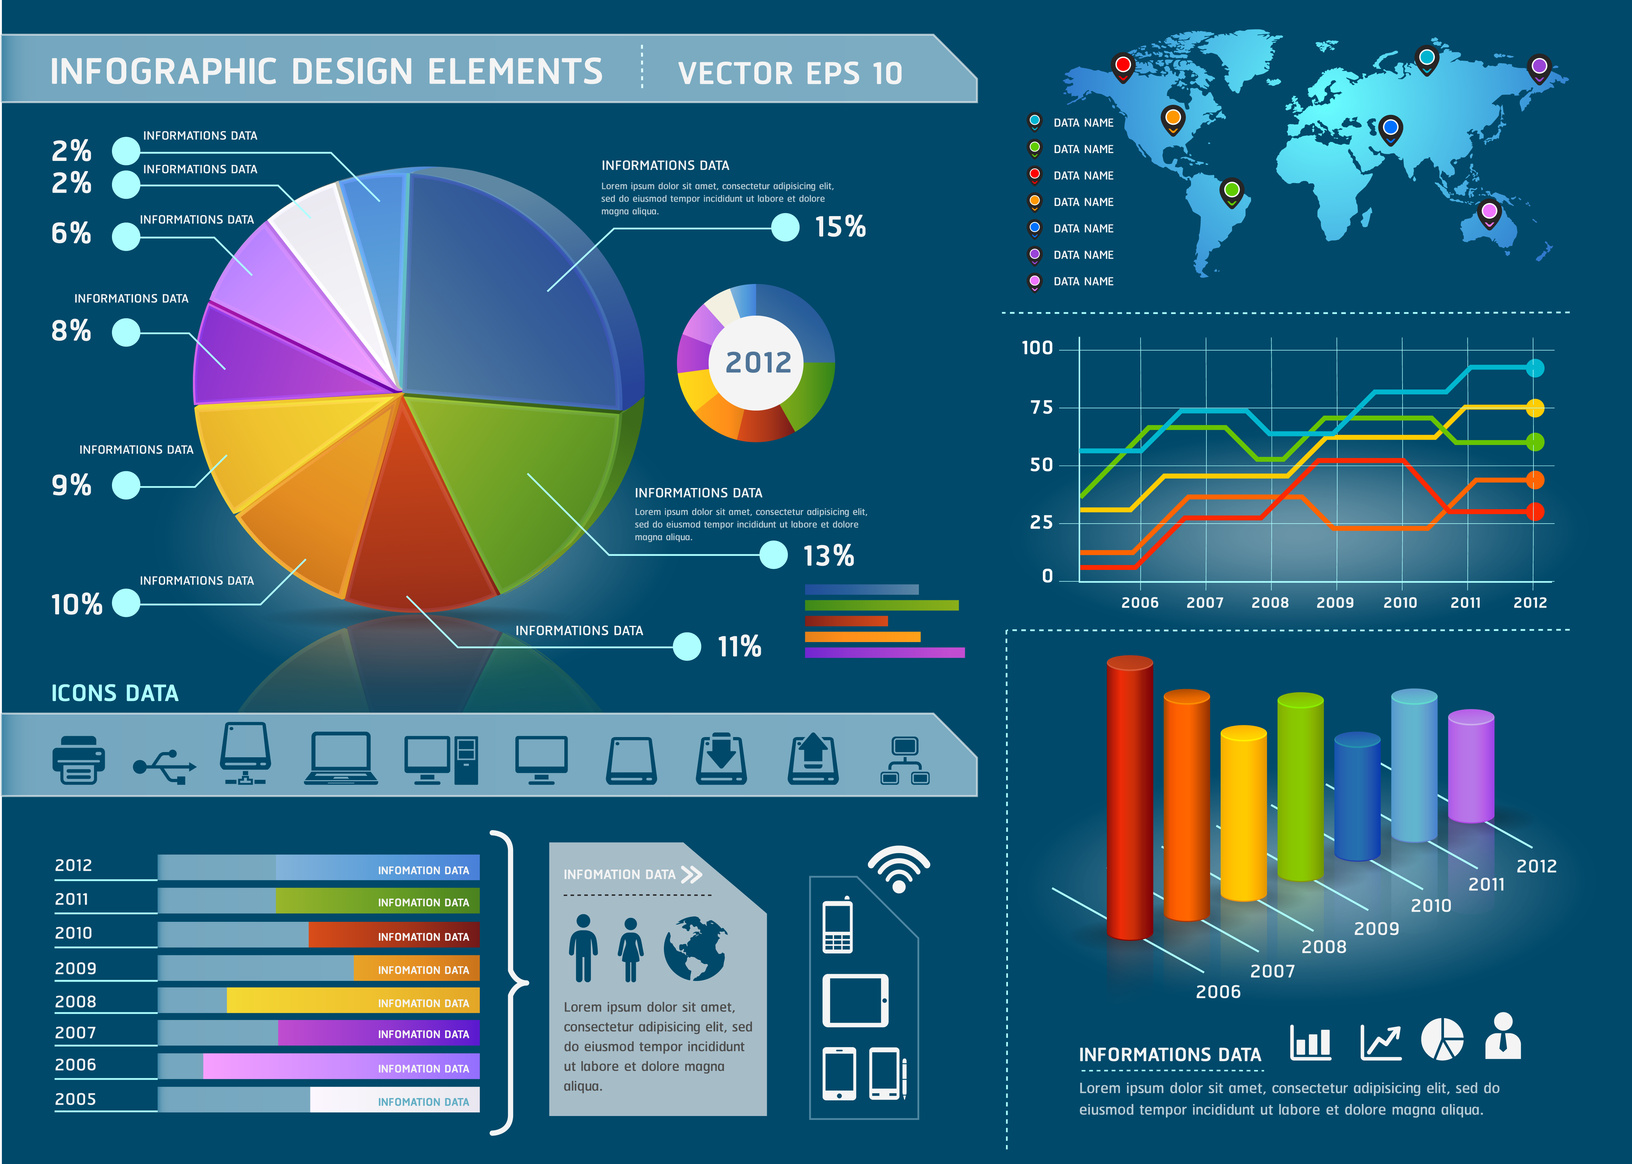 INFOGRAPHIC DESIGN ELEMENTS
VECTOR EPS 10
2%
INFORMATIONS DATA
2%
INFORMATIONS DATA
6%
INFORMATIONS DATA
INFORMATIONS DATA
8%
INFORMATIONS DATA
9%
INFORMATIONS DATA
10%
INFORMATIONS DATA
Lorem ipsum dolor sit amet, consectetur adipisicing elit,
sed do eiusmod tempor incididunt ut labore et dolore
magna aliqua.
15%
2012
INFORMATIONS DATA
Lorem ipsum dolor sit amet, consectetur adipisicing elit,
sed do eiusmod tempor incididunt ut labore et dolore
magna aliqua.
13%
INFORMATIONS DATA
11%
DATA NAME
DATA NAME
DATA NAME
DATA NAME
DATA NAME
DATA NAME
DATA NAME
100
75
50
25
0
2006 2007 2008 2009 2010 2011 2012
ICONS DATA
2012 INFOMATION DATA
2011 INFOMATION DATA
2010 INFOMATION DATA
2009 INFOMATION DATA
2008 INFOMATION DATA
2007 INFOMATION DATA
2006 INFOMATION DATA
2005 INFOMATION DATA
INFOMATION DATA
Lorem ipsum dolor sit amet,
consectetur adipisicing elit, sed
do eiusmod tempor incididunt
ut labore et dolore magna
aliqua.
2012
2011
2010
2009
2008
2007
2006
INFORMATIONS DATA
Lorem ipsum dolor sit amet, consectetur adipisicing elit, sed do
eiusmod tempor incididunt ut labore et dolore magna aliqua.